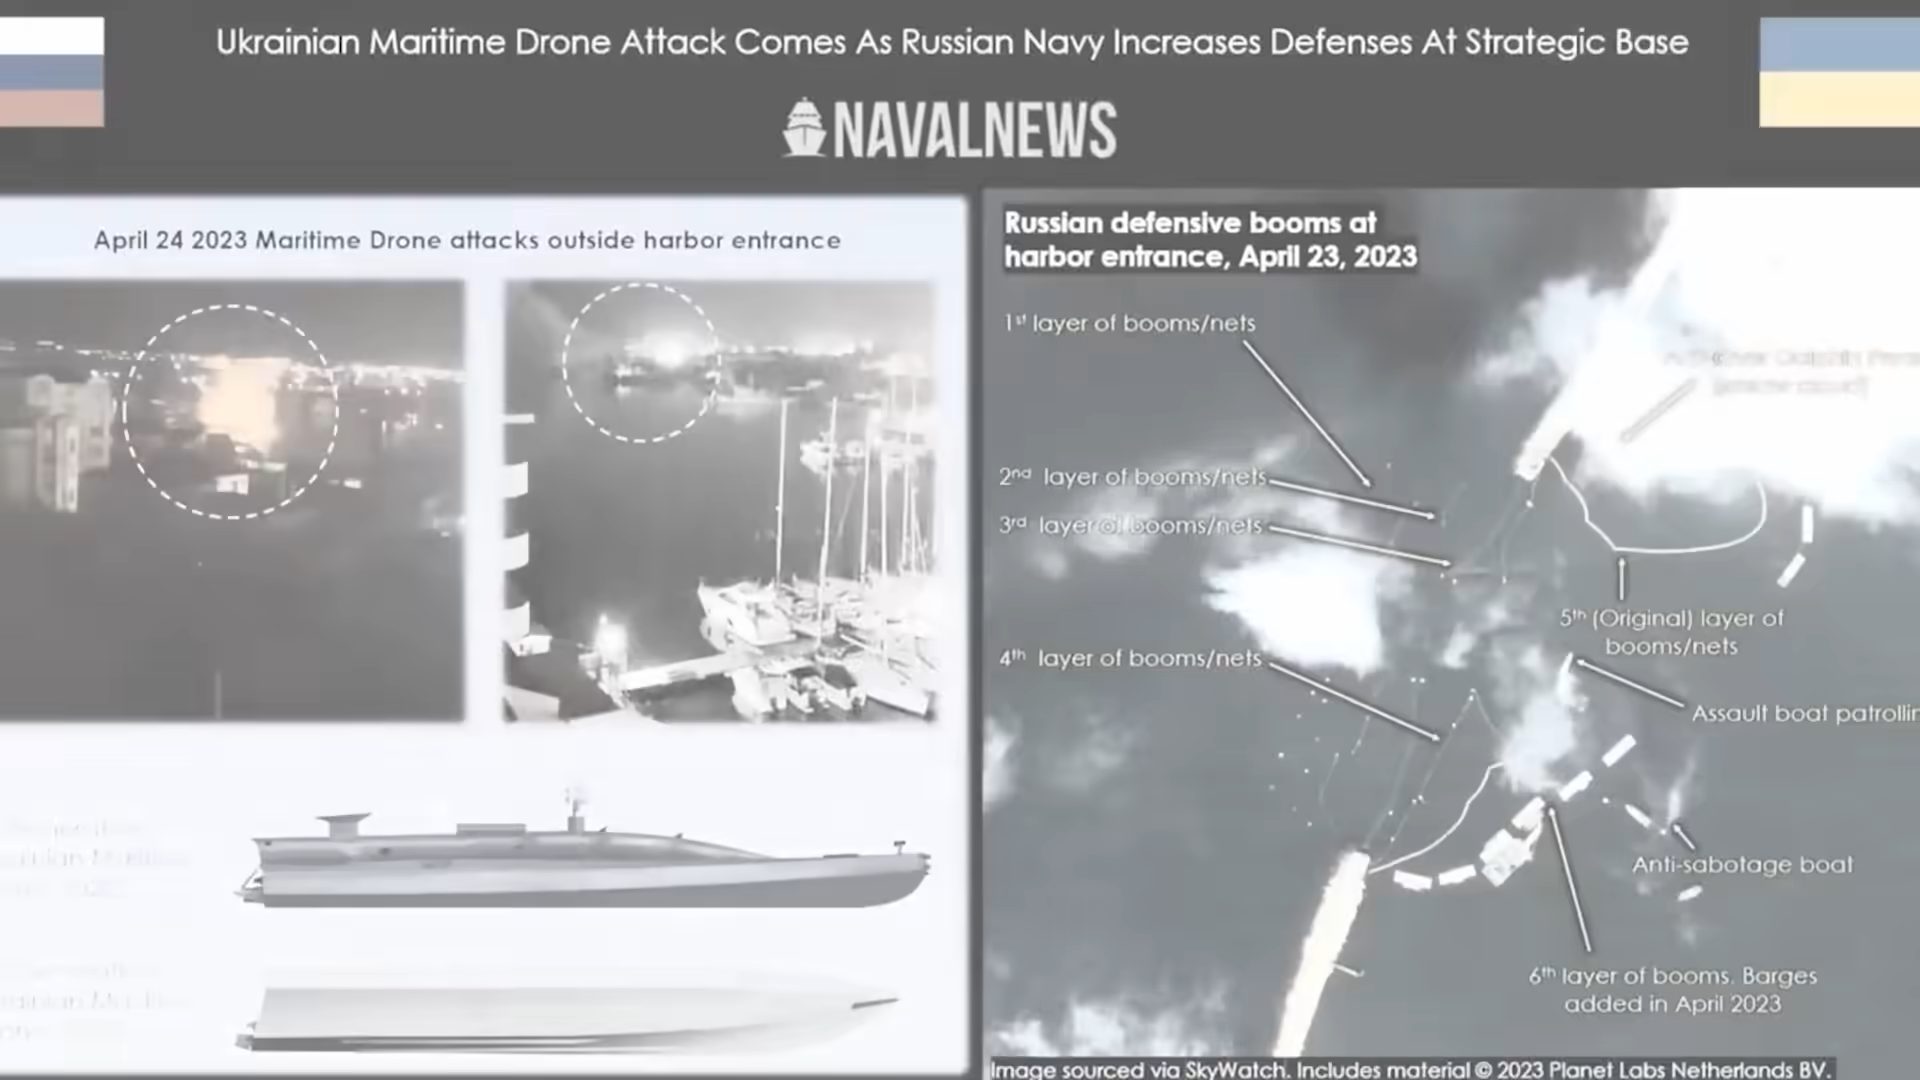 Ukrainian Maritime Drone Attack Comes As Russian Navy Increases Defenses At Strategic Base
NAVALNEWS
April 24 2023 Maritime Drone attacks outside harbor entrance
Russian defensive booms at
harbor entrance, April 23, 2023
1st layer of booms/nets
2nd layer of booms/nets
3rd layer of booms/nets
5th (Original) layer of
booms/nets
4th layer of booms/nets
Assault boat patrollin
Anti-sabotage boat
6th layer of booms. Barges
added in April 2023
Image sourced via SkyWatch. Includes material © 2023 Planet Labs Netherlands BV.